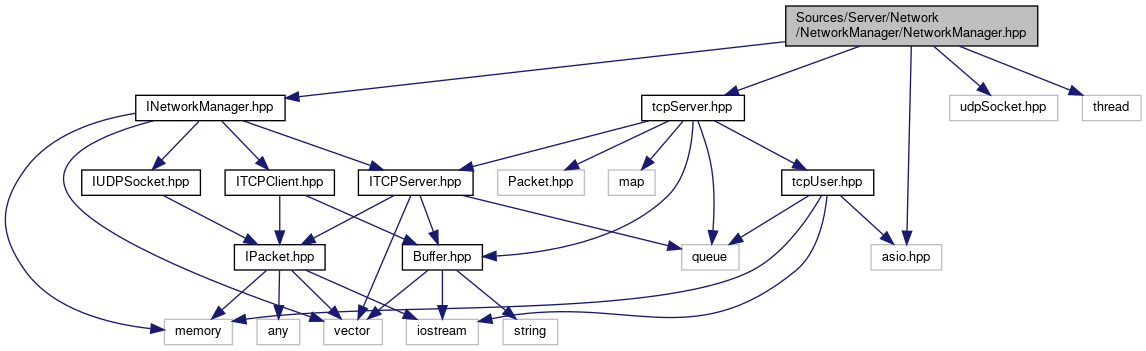 Sources/Server/Network
/NetworkManager/NetworkManager.hpp
INetworkManager.hpp
tcpServer.hpp
udpSocket.hpp
thread
IUDPSocket.hpp
ITCPClient.hpp
ITCPServer.hpp
Packet.hpp
map
tcpUser.hpp
IPacket.hpp
Buffer.hpp
queue
asio.hpp
memory
any
vector
iostream
string